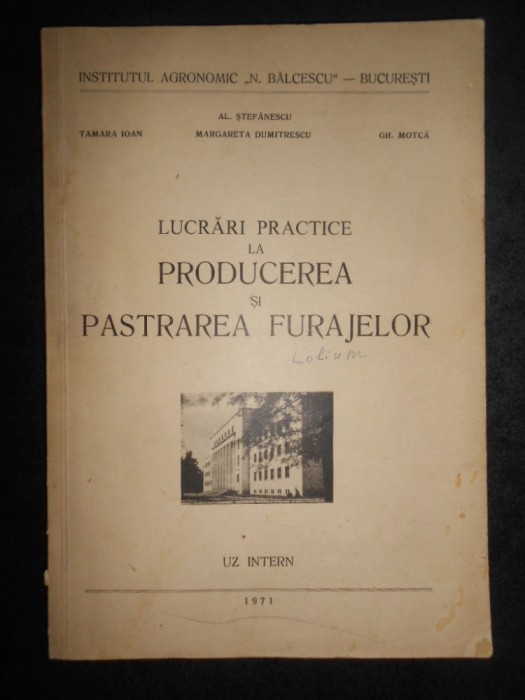 INSTITUTUL AGRONOMIC „N. BĂLCESCU“ — BUCUREȘTI
AL. ȘTEFĂNESCU
TAMARA IOAN MARGARETA DUMITRESCU GH. MOTCĂ
LUCRĂRI PRACTICE
LA
PRODUCEREA
ȘI
PASTRAREA FURAJELOR
Lolium
UZ INTERN
1971